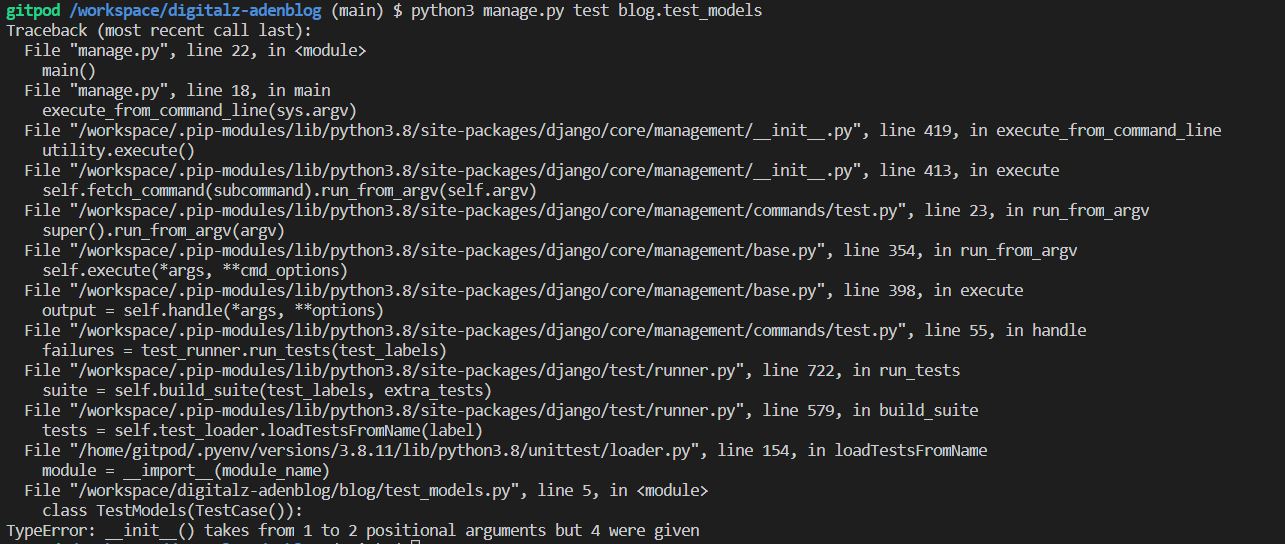 gitpod /workspace/digitalz-adenblog (main) $ python3 manage.py test blog.test_models
Traceback (most recent call last):
  File "manage.py", line 22, in <module>
    main()
  File "manage.py", line 18, in main
    execute_from_command_line(sys.argv)
  File "/workspace/.pip-modules/lib/python3.8/site-packages/django/core/management/__init__.py", line 419, in execute_from_command_line
    utility.execute()
  File "/workspace/.pip-modules/lib/python3.8/site-packages/django/core/management/__init__.py", line 413, in execute
    self.fetch_command(subcommand).run_from_argv(self.argv)
  File "/workspace/.pip-modules/lib/python3.8/site-packages/django/core/management/commands/test.py", line 23, in run_from_argv
    super().run_from_argv(argv)
  File "/workspace/.pip-modules/lib/python3.8/site-packages/django/core/management/base.py", line 354, in run_from_argv
    self.execute(*args, **cmd_options)
  File "/workspace/.pip-modules/lib/python3.8/site-packages/django/core/management/base.py", line 398, in execute
    output = self.handle(*args, **options)
  File "/workspace/.pip-modules/lib/python3.8/site-packages/django/core/management/commands/test.py", line 55, in handle
    failures = test_runner.run_tests(test_labels)
  File "/workspace/.pip-modules/lib/python3.8/site-packages/django/test/runner.py", line 722, in run_tests
    suite = self.build_suite(test_labels, extra_tests)
  File "/workspace/.pip-modules/lib/python3.8/site-packages/django/test/runner.py", line 579, in build_suite
    tests = self.test_loader.loadTestsFromName(label)
  File "/home/gitpod/.pyenv/versions/3.8.11/lib/python3.8/unittest/loader.py", line 154, in loadTestsFromName
    module = __import__(module_name)
  File "/workspace/digitalz-adenblog/blog/test_models.py", line 5, in <module>
    class TestModels(TestCase()):
TypeError: __init__() takes from 1 to 2 positional arguments but 4 were given